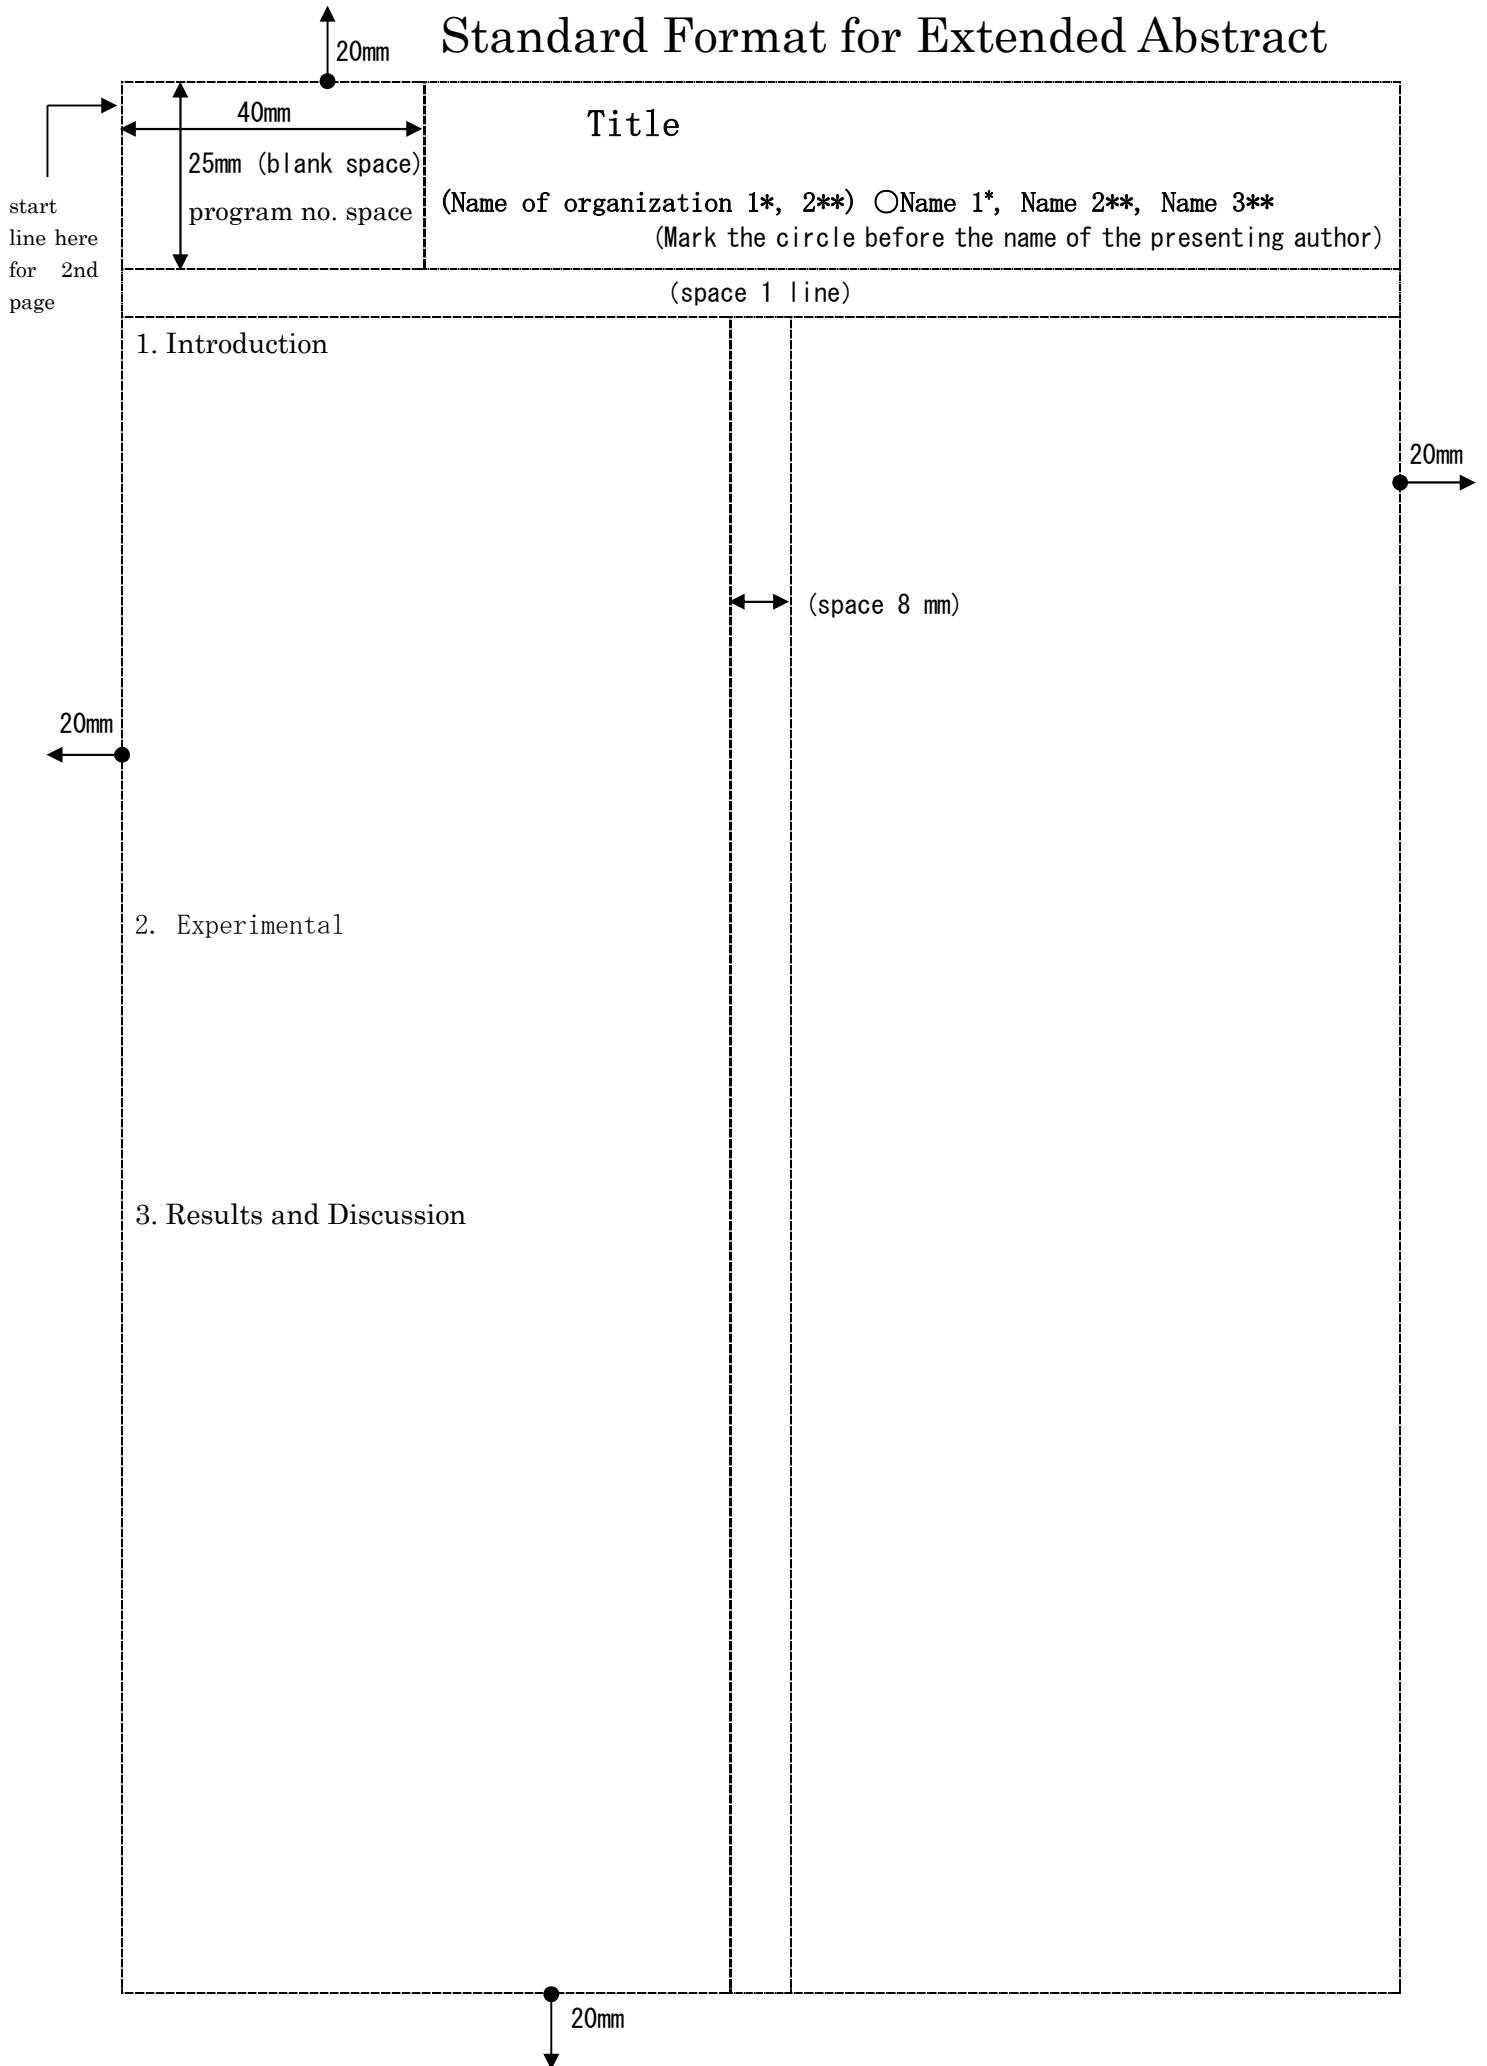 Standard Format for Extended Abstract
20mm
40mm
Title
25mm (blank space)
program no. space
(Name of organization 1*, 2**) ○Name 1*, Name 2**, Name 3**
(Mark the circle before the name of the presenting author)
start
line here
for 2nd
page
(space 1 line)
1. Introduction
20mm
(space 8 mm)
20mm
2. Experimental
3. Results and Discussion
20mm